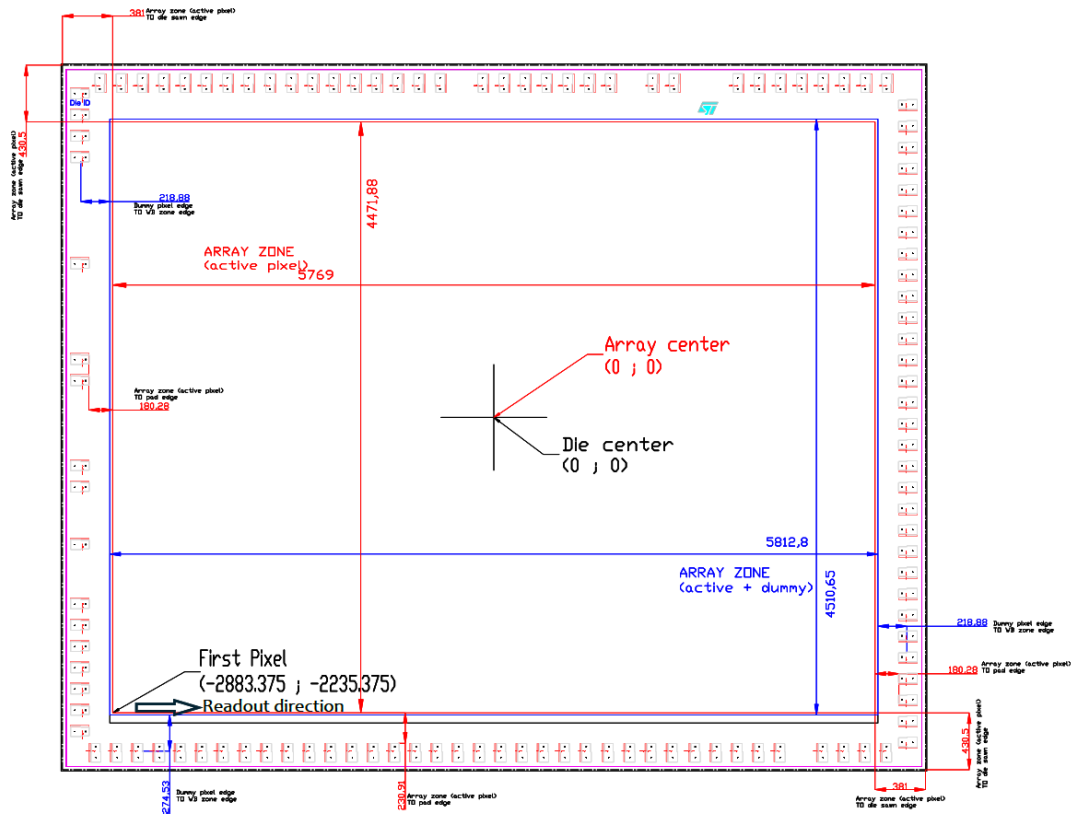 381 Array zone (active pixel)
TO die sawn edge
Die ID
ST
430.5
Array zone (active pixel)
TO die sawn edge
218.88
Dummy pixel edge
TO WB zone edge
4471,88
ARRAY ZONE
(active pixel)
5769
Array center
(0 ; 0)
Array zone (active pixel)
TO pad edge
180.28
Die center
(0 ; 0)
5812,8
ARRAY ZONE
(active + dummy)
4510,65
218.88 Dummy pixel edge
TO WB zone edge
First Pixel
(-2883.375 ; -2235.375)
Readout direction
180.28 Array zone (active pixel)
TO pad edge
430.5
Array zone (active pixel)
TO die sawn edge
274.53
Dummy pixel edge
TO WB zone edge
230.91
Array zone (active pixel)
TO pad edge
381
Array zone (active pixel)
TO die sawn edge